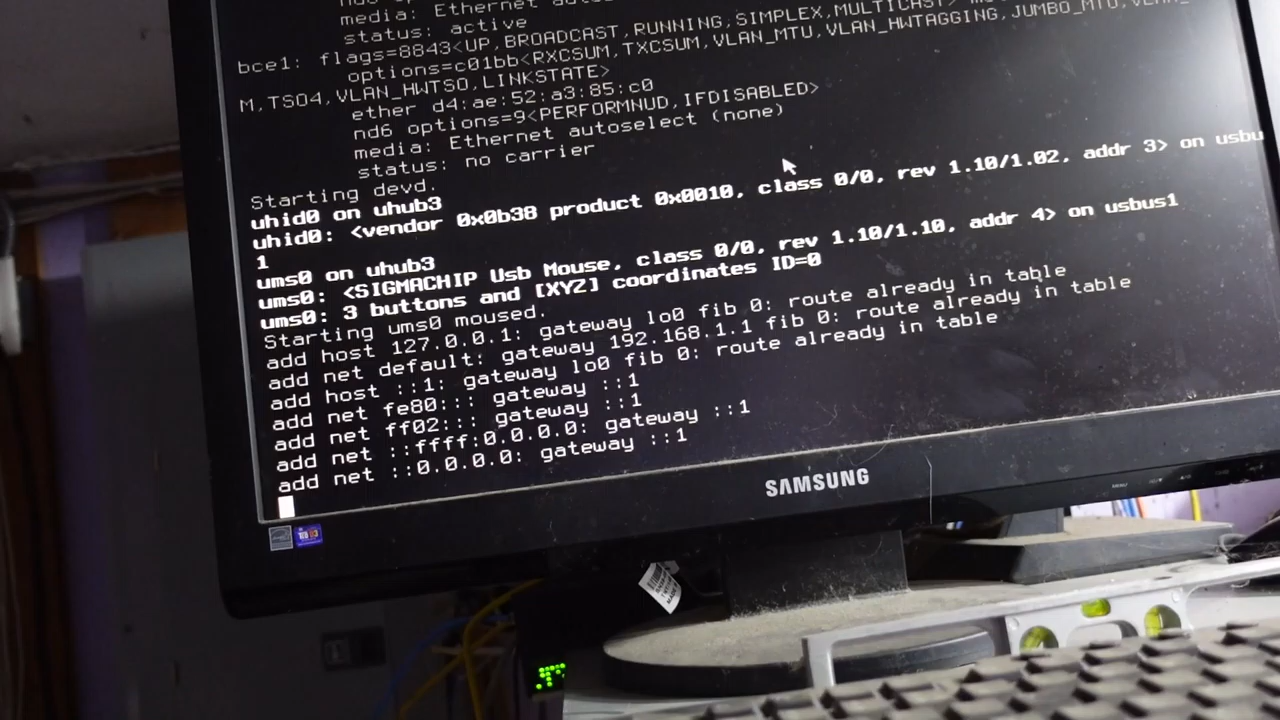 media: Ethernet
status: active
bce1: flags=8843<UP,BROADCAST,RUNNING,SIMPLEX,MULTICAST>
options=c01bb<RXCSUM,TXCSUM,VLAN_MTU,VLAN_HWTAGGING,JUMBO_MTU,
M,TSO4,VLAN_HWTSO,LINKSTATE>
ether d4:ae:52:a3:85:c0
nd6 options=9<PERFORMNUD,IFDISABLED>
media: Ethernet autoselect (none)
status: no carrier
Starting devd.
uhid0 on uhub3
uhid0: <vendor 0x0b38 product 0x0010, class 0/0, rev 1.10/1.02, addr 3> on usbu
1
ums0 on uhub3
ums0: <SIGMACHIP Usb Mouse, class 0/0, rev 1.10/1.10, addr 4> on usbus1
ums0: 3 buttons and [XYZ] coordinates ID=0
Starting ums0 moused.
add host 127.0.0.1: gateway lo0 fib 0: route already in table
add net default: gateway 192.168.1.1 fib 0: route already in table
add host ::1: gateway lo0 fib 0: route already in table
add net fe80::: gateway ::1
add net ff02::: gateway ::1
add net ::ffff:0.0.0.0: gateway ::1
add net ::0.0.0.0: gateway ::1
SAMSUNG